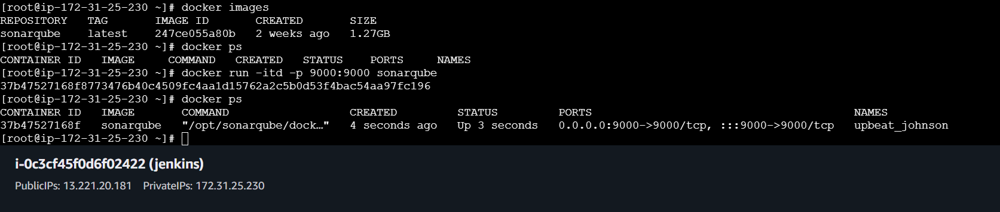 [root@ip-172-31-25-230 ~]# docker images
REPOSITORY   TAG       IMAGE ID       CREATED       SIZE
sonarqube    latest    247ce055a80b   2 weeks ago   1.27GB
[root@ip-172-31-25-230 ~]# docker ps
CONTAINER ID   IMAGE     COMMAND   CREATED   STATUS    PORTS     NAMES
[root@ip-172-31-25-230 ~]# docker run -itd -p 9000:9000 sonarqube
37b47527168f8773476b40c4509fc4aa1d15762a2c5b0d53f4bac54aa97fc196
[root@ip-172-31-25-230 ~]# docker ps
CONTAINER ID   IMAGE       COMMAND                  CREATED         STATUS         PORTS                                       NAMES
37b47527168f   sonarqube   "/opt/sonarqube/dock…"   4 seconds ago   Up 3 seconds   0.0.0.0:9000->9000/tcp, :::9000->9000/tcp   upbeat_johnson
[root@ip-172-31-25-230 ~]#
i-0c3cf45f0d6f02422 (jenkins)
PublicIPs: 13.221.20.181    PrivateIPs: 172.31.25.230